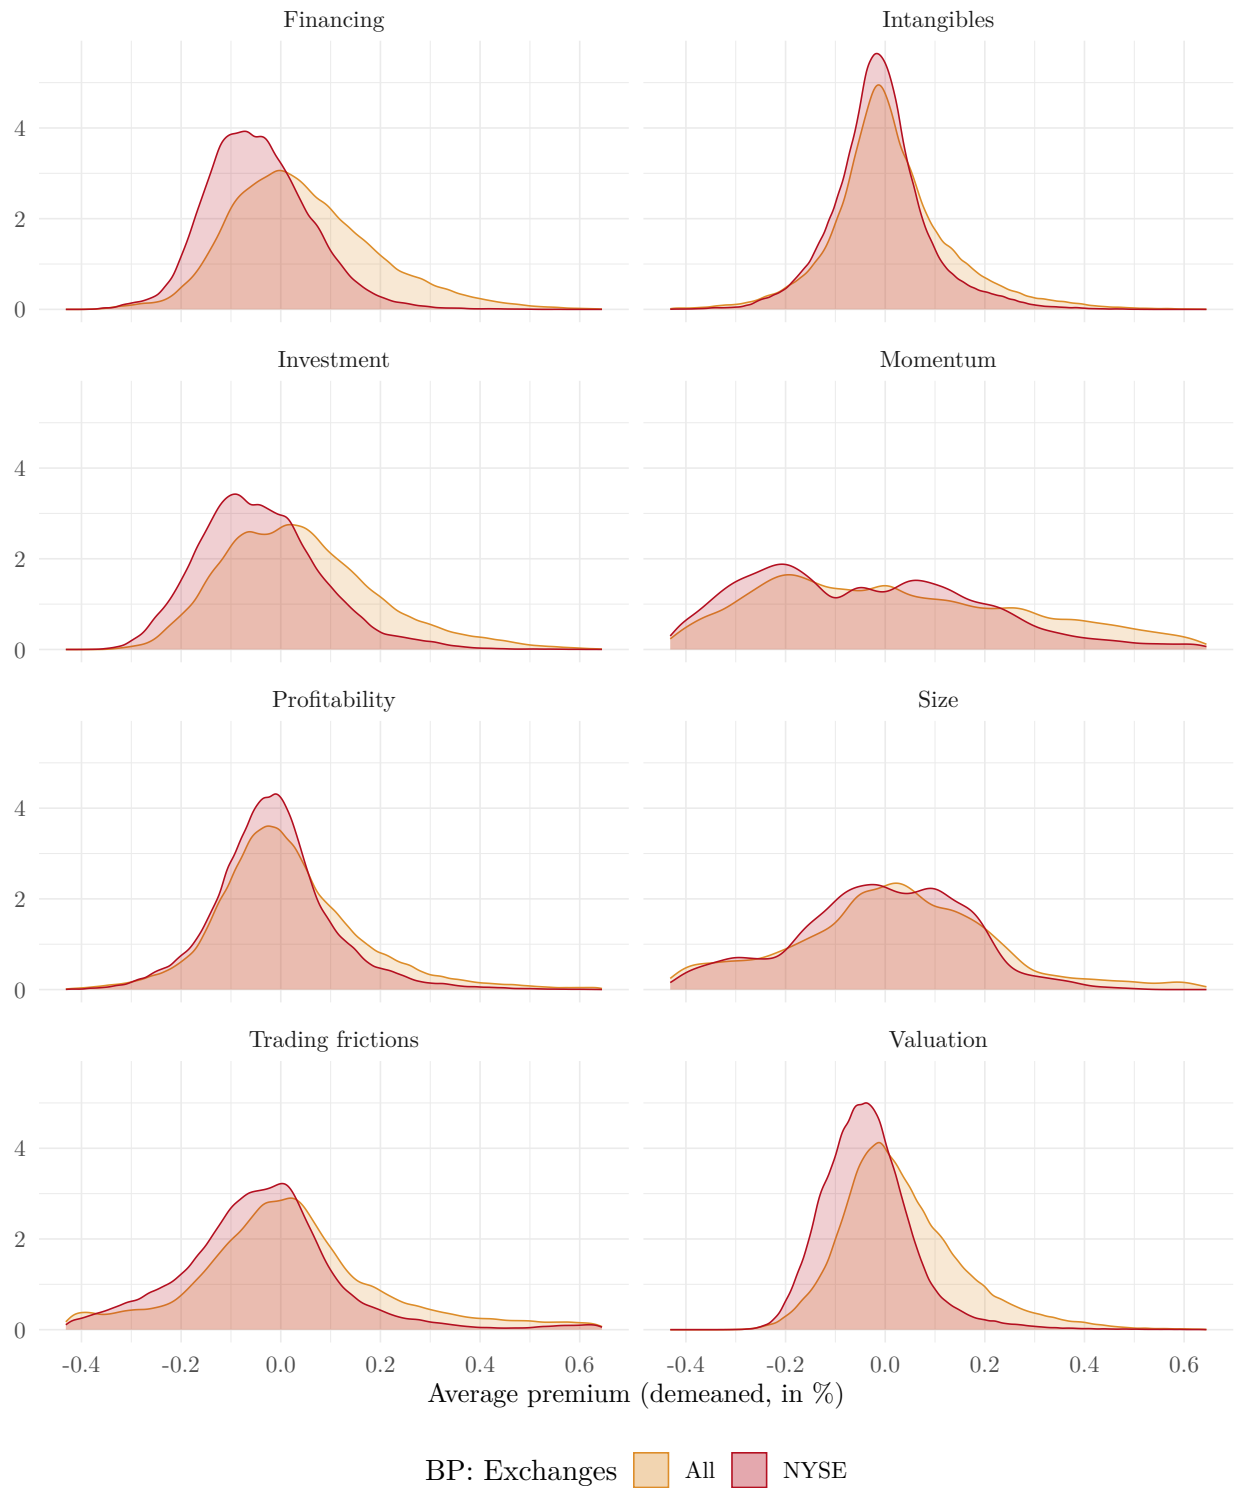 Financing Intangibles
4
2
0
Investment Momentum
4
2
0
Profitability Size
4
2
0
Trading frictions Valuation
4
2
0
-0.4 -0.2 0.0 0.2 0.4 0.6 -0.4 -0.2 0.0 0.2 0.4 0.6
Average premium (demeaned, in %)
BP: Exchanges All NYSE